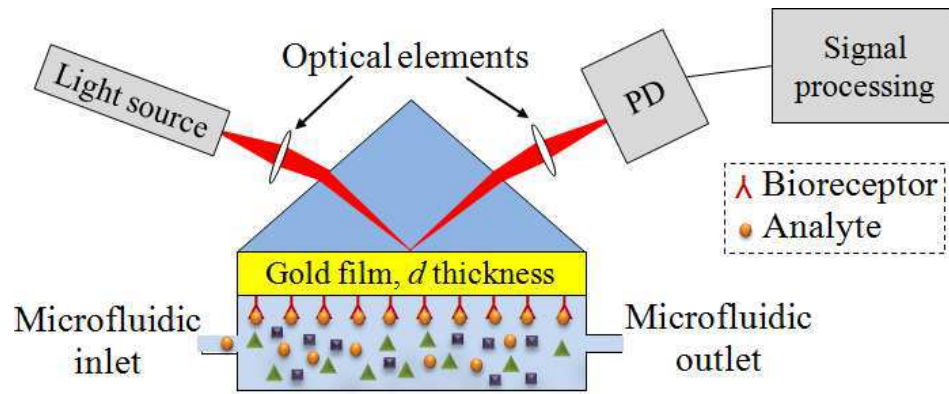 Optical elements
Light source
PD
Signal
processing
Bioreceptor
Analyte
Gold film, d thickness
Microfluidic
inlet
Microfluidic
outlet